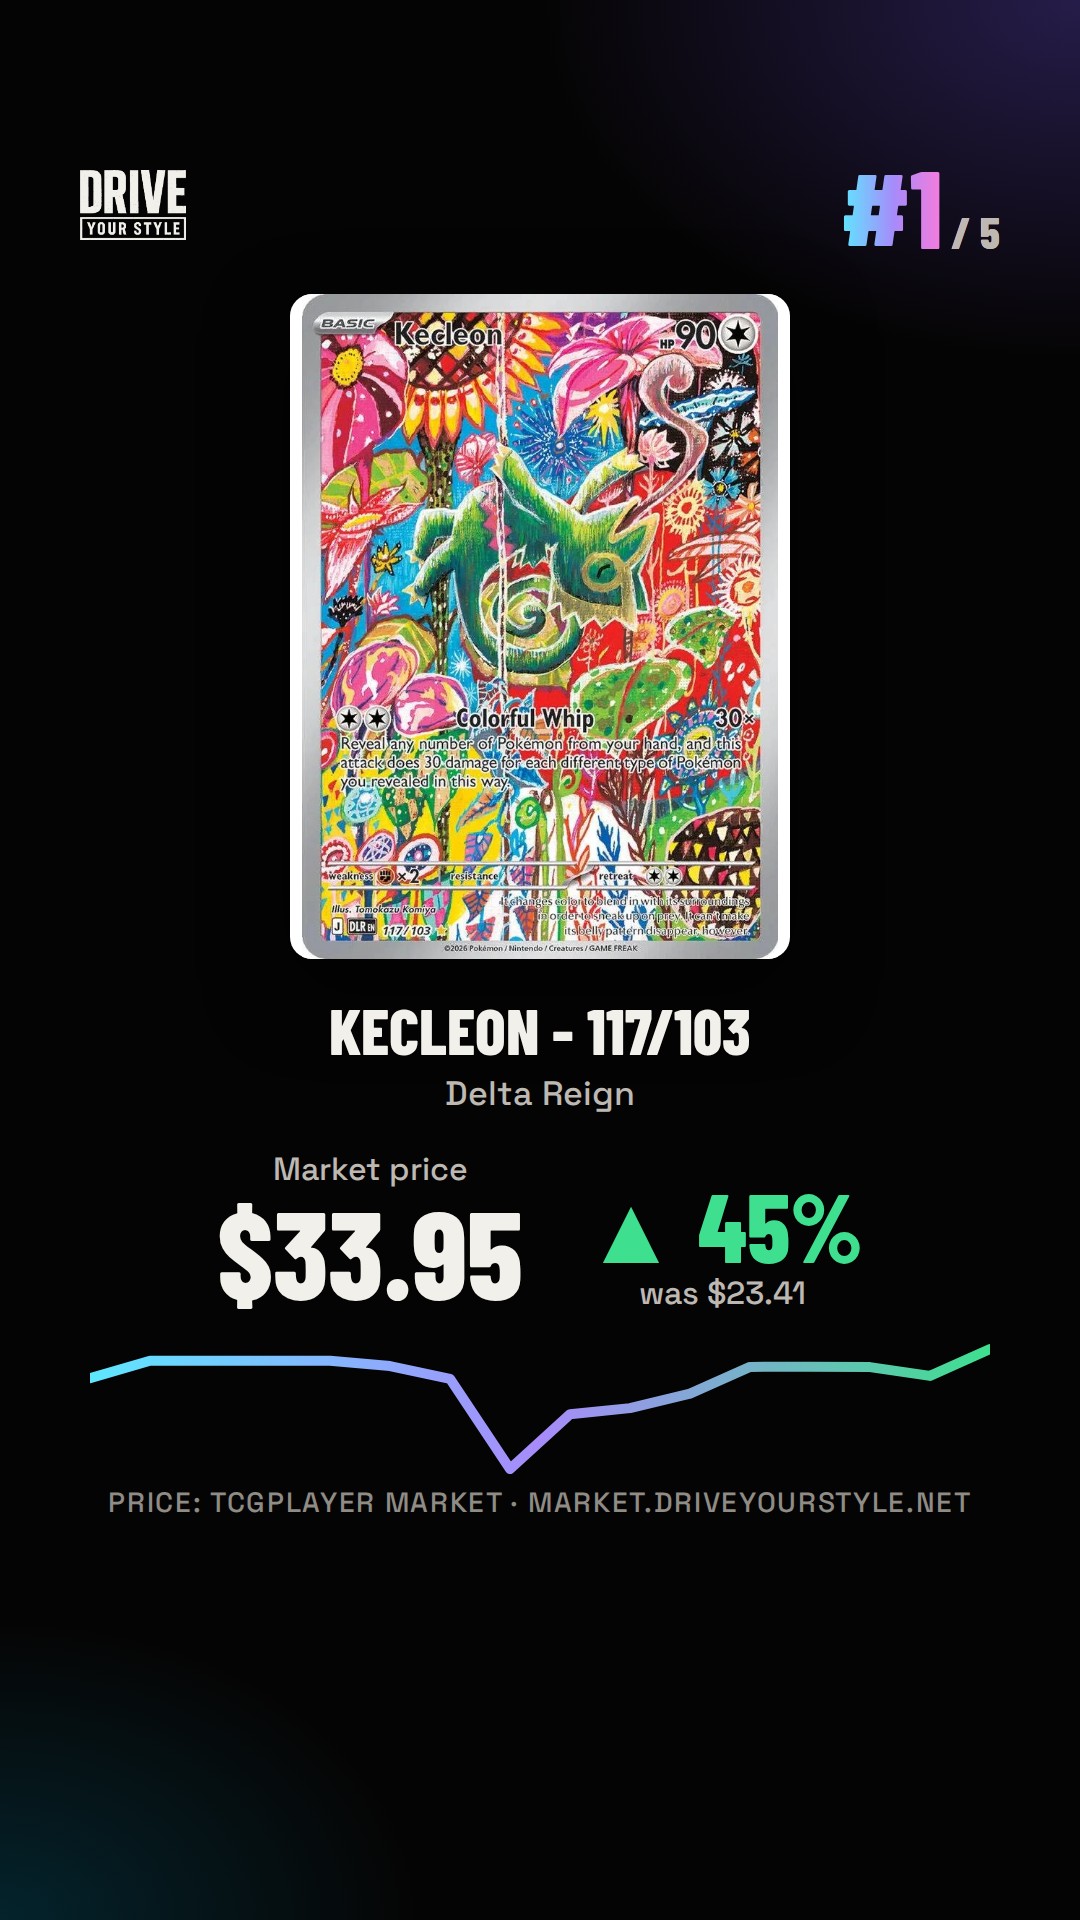 DRIVE
YOUR STYLE
#1 / 5
BASIC Kecleon HP 90
Colorful Whip 30×
Reveal any number of Pokémon from your hand, and this
attack does 30 damage for each different type of Pokémon
you revealed in this way.
weakness ×2 resistance retreat
It changes color to blend in with its surroundings
in order to sneak up on prey. It can't make
its belly pattern disappear, however.
Illus. Tomokazu Komiya
J DLR EN 117/103
©2026 Pokémon / Nintendo / Creatures / GAME FREAK
KECLEON - 117/103
Delta Reign
Market price
$33.95
▲ 45%
was $23.41
PRICE: TCGPLAYER MARKET · MARKET.DRIVEYOURSTYLE.NET